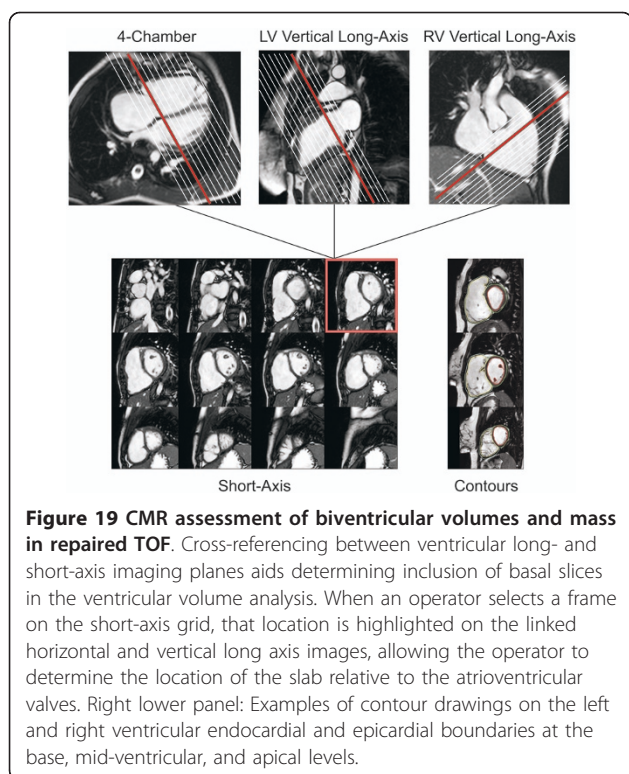 4-Chamber
LV Vertical Long-Axis
RV Vertical Long-Axis
Short-Axis
Contours
Figure 19 CMR assessment of biventricular volumes and mass
in repaired TOF. Cross-referencing between ventricular long- and
short-axis imaging planes aids determining inclusion of basal slices
in the ventricular volume analysis. When an operator selects a frame
on the short-axis grid, that location is highlighted on the linked
horizontal and vertical long axis images, allowing the operator to
determine the location of the slab relative to the atrioventricular
valves. Right lower panel: Examples of contour drawings on the left
and right ventricular endocardial and epicardial boundaries at the
base, mid-ventricular, and apical levels.